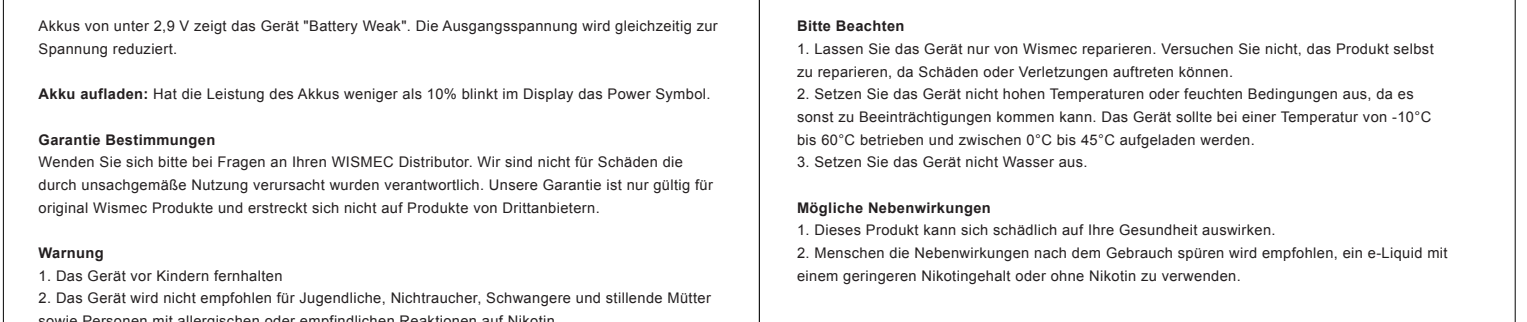 Akkus von unter 2,9 V zeigt das Gerät "Battery Weak". Die Ausgangsspannung wird gleichzeitig zur
Spannung reduziert.
Akku aufladen: Hat die Leistung des Akkus weniger als 10% blinkt im Display das Power Symbol.
Garantie Bestimmungen
Wenden Sie sich bitte bei Fragen an Ihren WISMEC Distributor. Wir sind nicht für Schäden die
durch unsachgemäße Nutzung verursacht wurden verantwortlich. Unsere Garantie ist nur gültig für
original Wismec Produkte und erstreckt sich nicht auf Produkte von Drittanbietern.
Warnung
1. Das Gerät vor Kindern fernhalten
2. Das Gerät wird nicht empfohlen für Jugendliche, Nichtraucher, Schwangere und stillende Mütter
sowie Personen mit allergischen oder empfindlichen Reaktionen auf Nikotin
Bitte Beachten
1. Lassen Sie das Gerät nur von Wismec reparieren. Versuchen Sie nicht, das Produkt selbst
zu reparieren, da Schäden oder Verletzungen auftreten können.
2. Setzen Sie das Gerät nicht hohen Temperaturen oder feuchten Bedingungen aus, da es
sonst zu Beeinträchtigungen kommen kann. Das Gerät sollte bei einer Temperatur von -10°C
bis 60°C betrieben und zwischen 0°C bis 45°C aufgeladen werden.
3. Setzen Sie das Gerät nicht Wasser aus.
Mögliche Nebenwirkungen
1. Dieses Produkt kann sich schädlich auf Ihre Gesundheit auswirken.
2. Menschen die Nebenwirkungen nach dem Gebrauch spüren wird empfohlen, ein e-Liquid mit
einem geringeren Nikotingehalt oder ohne Nikotin zu verwenden.